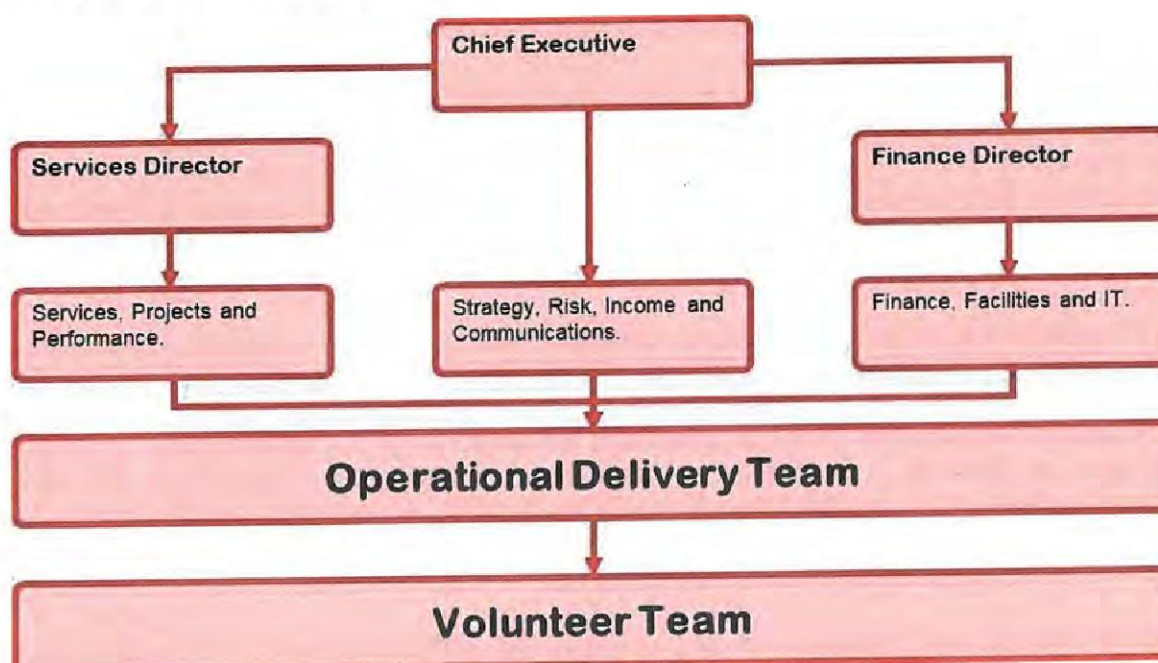 Chief Executive
Services Director
Finance Director
Services, Projects and
Performance.
Strategy, Risk, Income and
Communications.
Finance, Facilities and IT.
Operational Delivery Team
Volunteer Team